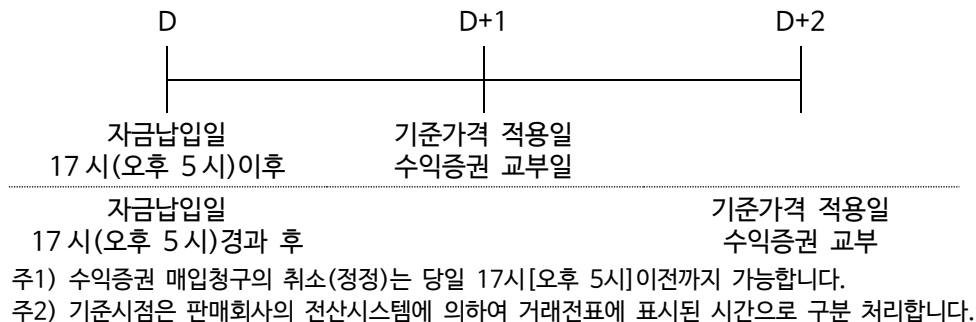 D D+1 D+2
자금납입일 기준가격 적용일
17시(오후 5시)이후 수익증권 교부일
자금납입일 기준가격 적용일
17시(오후 5시)경과 후 수익증권 교부
주1) 수익증권 매입청구의 취소(정정)는 당일 17시[오후 5시]이전까지 가능합니다.
주2) 기준시점은 판매회사의 전산시스템에 의하여 거래전표에 표시된 시간으로 구분 처리합니다.